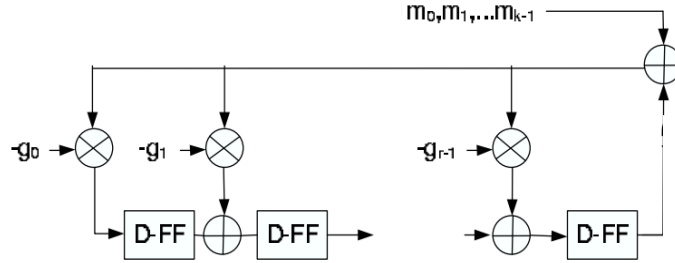 m₀,m₁,...mₖ₋₁
-g₀
-g₁
-gᵣ₋₁
D-FF
D-FF
D-FF